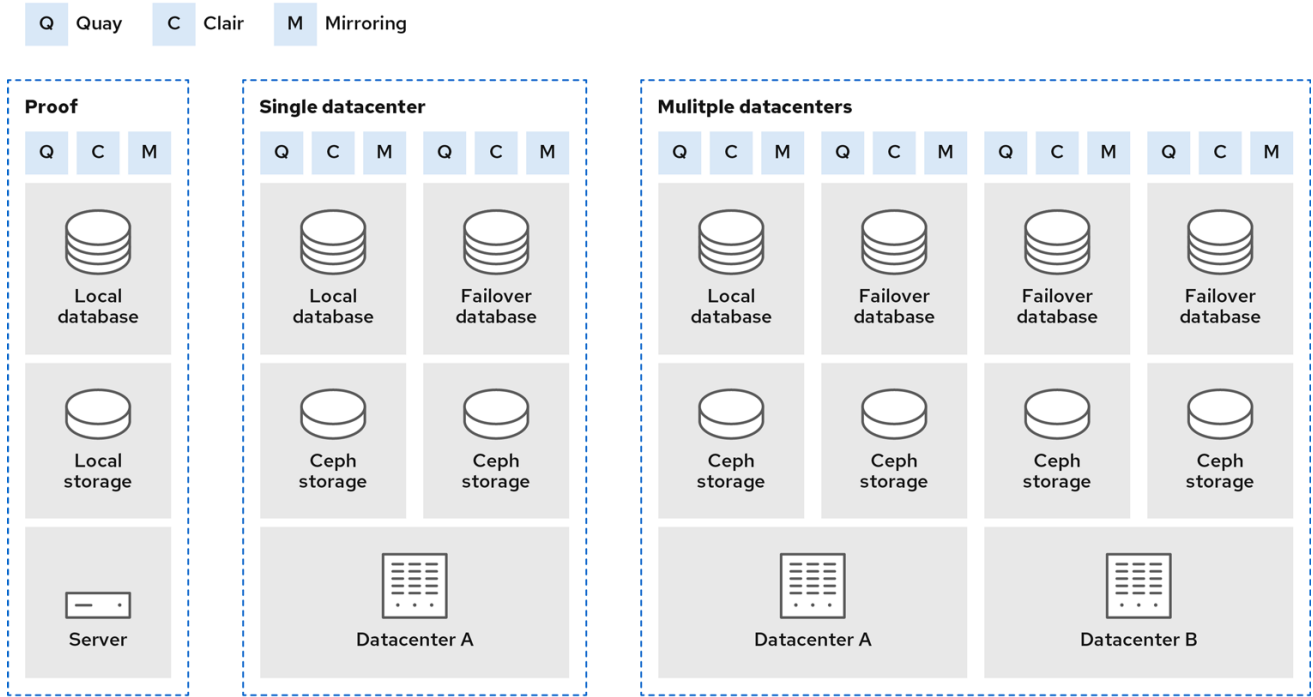 Q Quay C Clair M Mirroring
Proof
Q C M
Local
database
Local
storage
Server
Single datacenter
Q C M Q C M
Local
database
Failover
database
Ceph
storage
Ceph
storage
Datacenter A
Mulitple datacenters
Q C M Q C M Q C M Q C M
Local
database
Failover
database
Failover
database
Failover
database
Ceph
storage
Ceph
storage
Ceph
storage
Ceph
storage
Datacenter A
Datacenter B